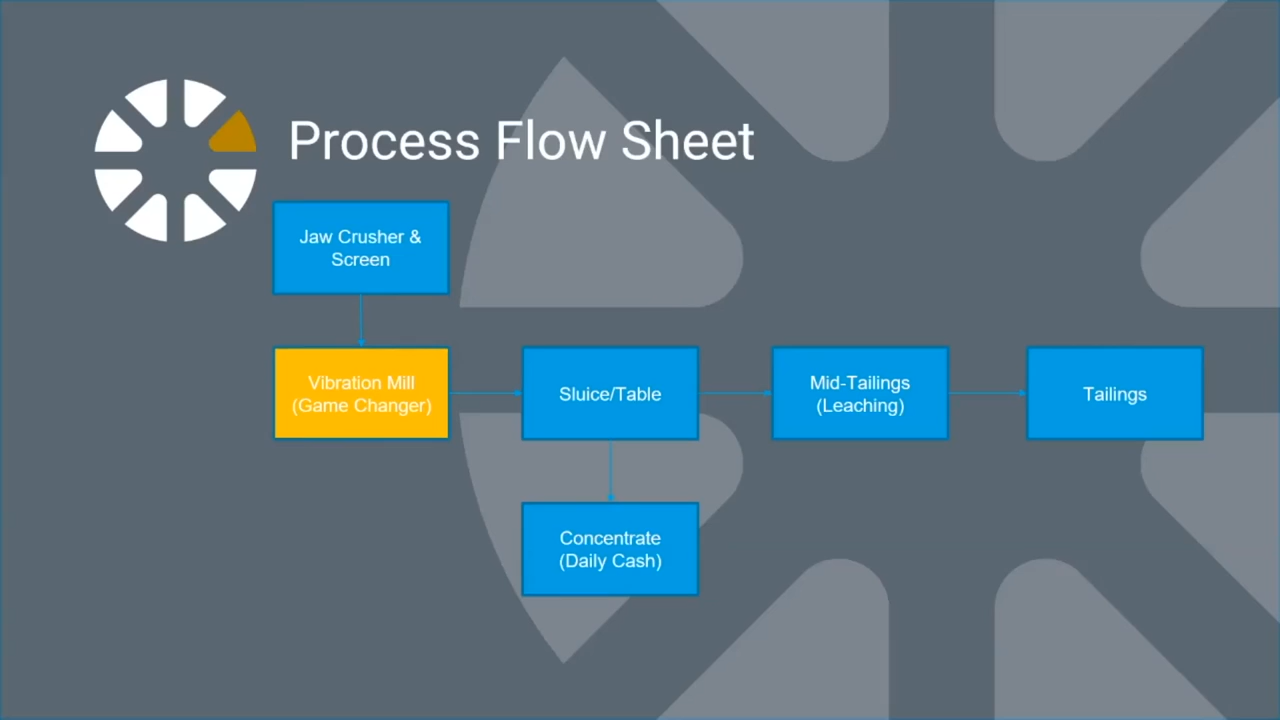 Process Flow Sheet
Jaw Crusher &
Screen
Vibration Mill
(Game Changer)
Sluice/Table
Mid-Tailings
(Leaching)
Tailings
Concentrate
(Daily Cash)